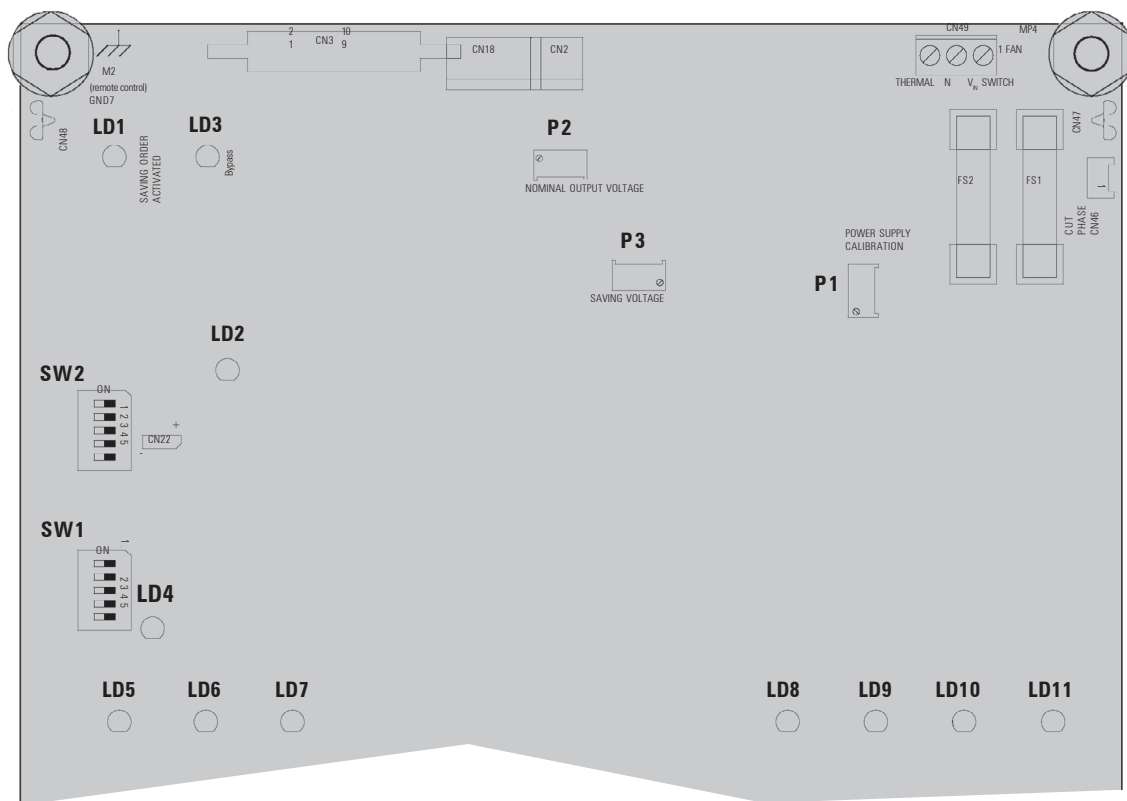 2 10
1 CN3 9
CN18
CN2
CN49
MP4
1 FAN
THERMAL N VIN SWITCH
M2
(remote control)
GND7
CN48
LD1
SAVING ORDER
ACTIVATED
LD3
Bypass
P2
NOMINAL OUTPUT VOLTAGE
P3
SAVING VOLTAGE
POWER SUPPLY
CALIBRATION
P1
FS2
FS1
CN47
1
CUT
PHASE
CN46
LD2
SW2
ON
1 2 3 4 5
+
CN22
-
SW1
1
ON
2 3 4 5
LD4
LD5
LD6
LD7
LD8
LD9
LD10
LD11